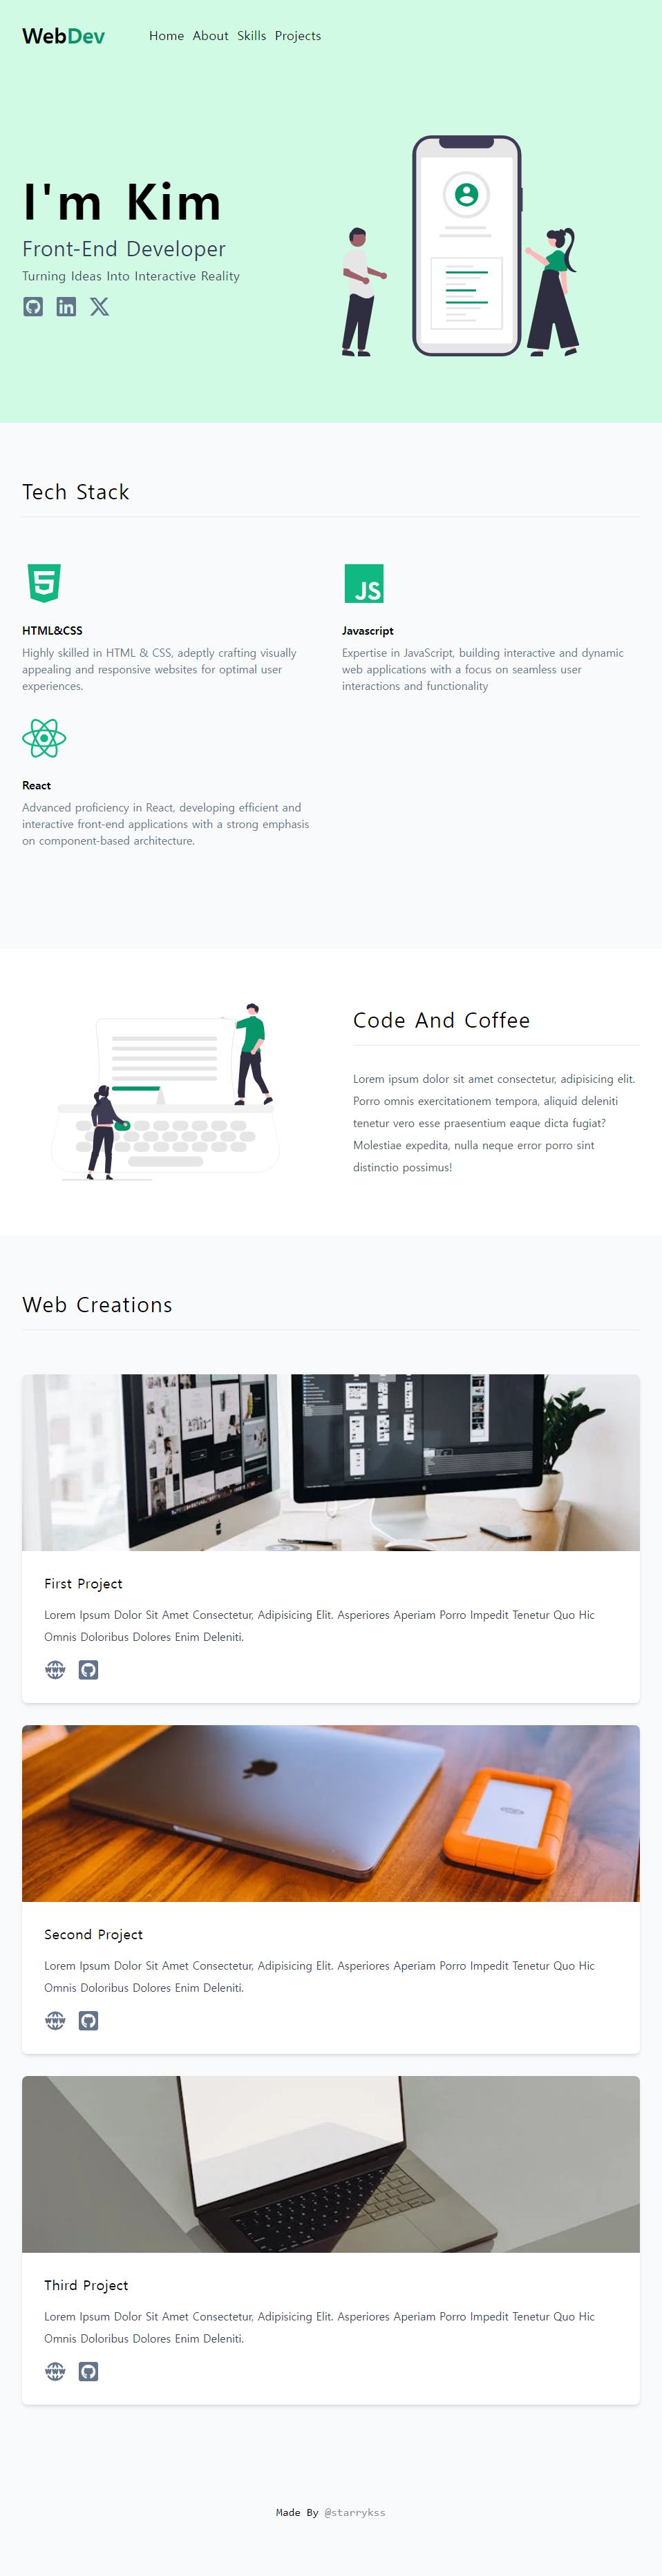 WebDev
Home About Skills Projects
I'm Kim
Front-End Developer
Turning Ideas Into Interactive Reality
Tech Stack
HTML&CSS
Highly skilled in HTML & CSS, adeptly crafting visually
appealing and responsive websites for optimal user
experiences.
JS
Javascript
Expertise in JavaScript, building interactive and dynamic
web applications with a focus on seamless user
interactions and functionality
React
Advanced proficiency in React, developing efficient and
interactive front-end applications with a strong emphasis
on component-based architecture.
Code And Coffee
Lorem ipsum dolor sit amet consectetur, adipisicing elit.
Porro omnis exercitationem tempora, aliquid deleniti
tenetur vero esse praesentium eaque dicta fugiat?
Molestiae expedita, nulla neque error porro sint
distinctio possimus!
Web Creations
First Project
Lorem Ipsum Dolor Sit Amet Consectetur, Adipisicing Elit. Asperiores Aperiam Porro Impedit Tenetur Quo Hic
Omnis Doloribus Dolores Enim Deleniti.
Second Project
Lorem Ipsum Dolor Sit Amet Consectetur, Adipisicing Elit. Asperiores Aperiam Porro Impedit Tenetur Quo Hic
Omnis Doloribus Dolores Enim Deleniti.
Third Project
Lorem Ipsum Dolor Sit Amet Consectetur, Adipisicing Elit. Asperiores Aperiam Porro Impedit Tenetur Quo Hic
Omnis Doloribus Dolores Enim Deleniti.
Made By @starrykss